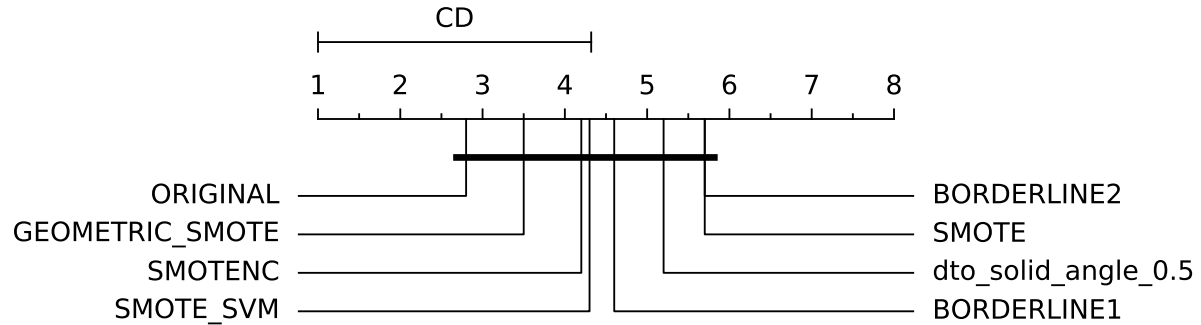 CD
1 2 3 4 5 6 7 8
ORIGINAL
GEOMETRIC_SMOTE
SMOTENC
SMOTE_SVM
BORDERLINE2
SMOTE
dto_solid_angle_0.5
BORDERLINE1